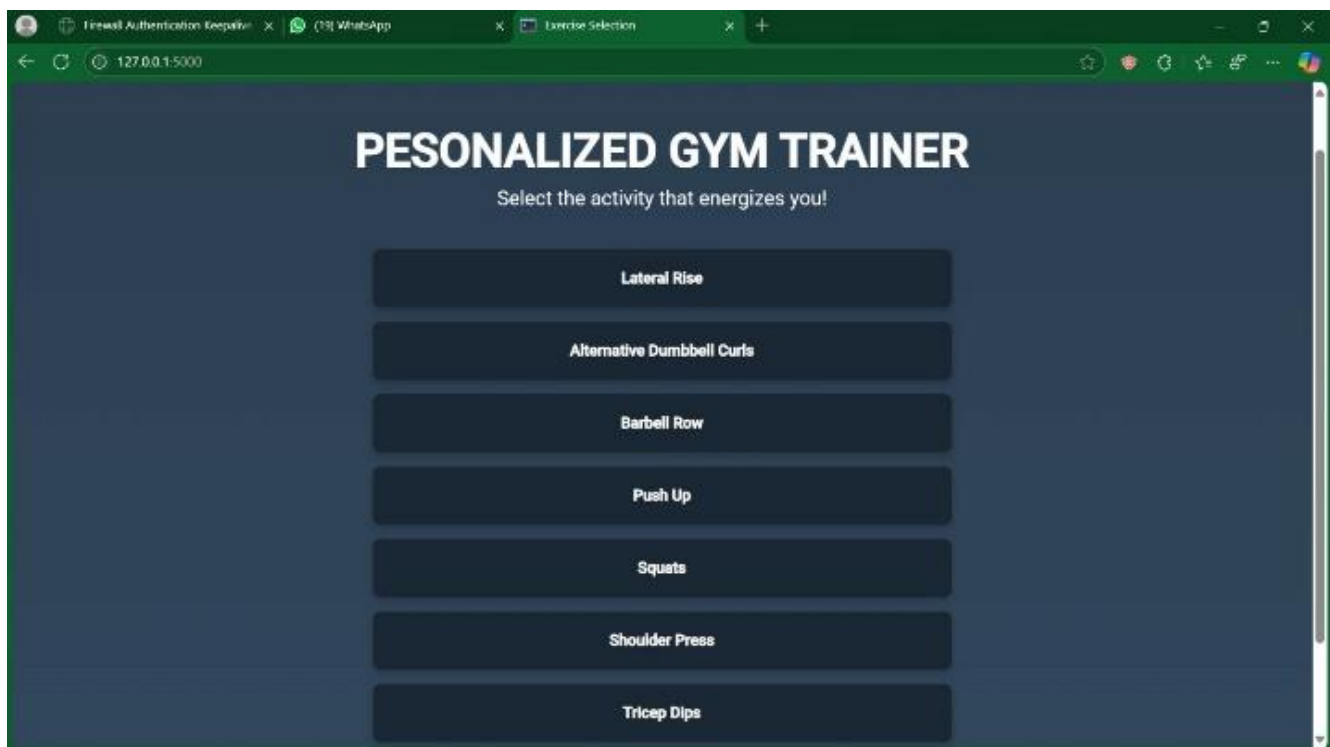 Firewall Authentication Keepalive
(19) WhatsApp
Exercise Selection
127.0.0.1:5000
PESONALIZED GYM TRAINER
Select the activity that energizes you!
Lateral Rise
Alternative Dumbbell Curls
Barbell Row
Push Up
Squats
Shoulder Press
Tricep Dips